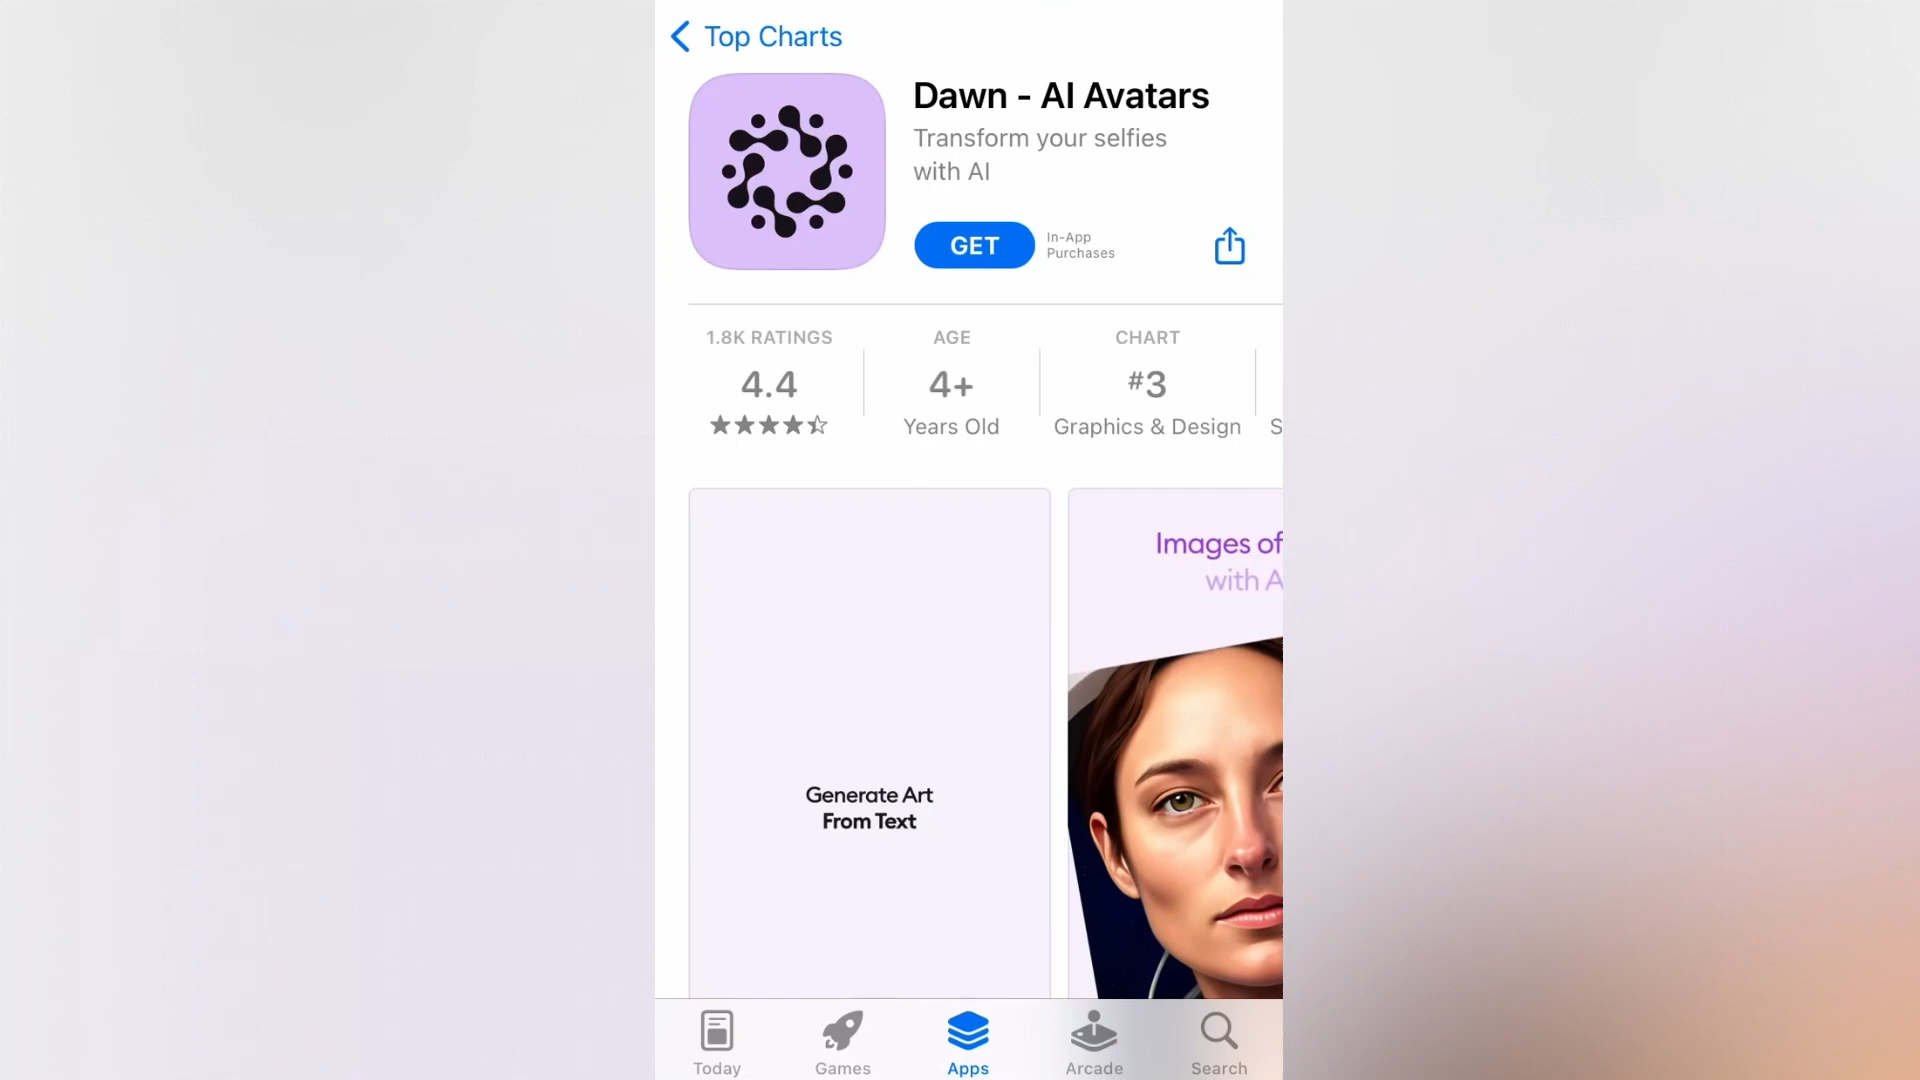 Top Charts
Dawn - AI Avatars
Transform your selfies
with AI
GET
In-App
Purchases
1.8K RATINGS
4.4
AGE
4+
Years Old
CHART
#3
Graphics & Design
S
Generate Art
From Text
Images of
with A
Today
Games
Apps
Arcade
Search